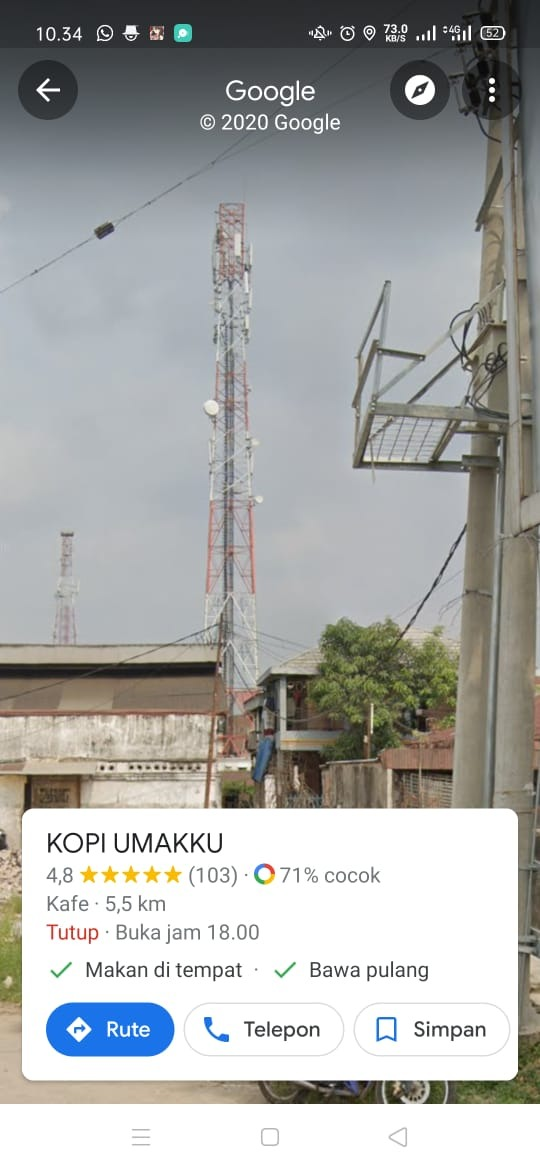 10.34
73.0
KB/S
4G
52
Google
© 2020 Google
KOPI UMAKKU
4,8 (103) · 71% cocok
Kafe · 5,5 km
Tutup · Buka jam 18.00
Makan di tempat · Bawa pulang
Rute
Telepon
Simpan